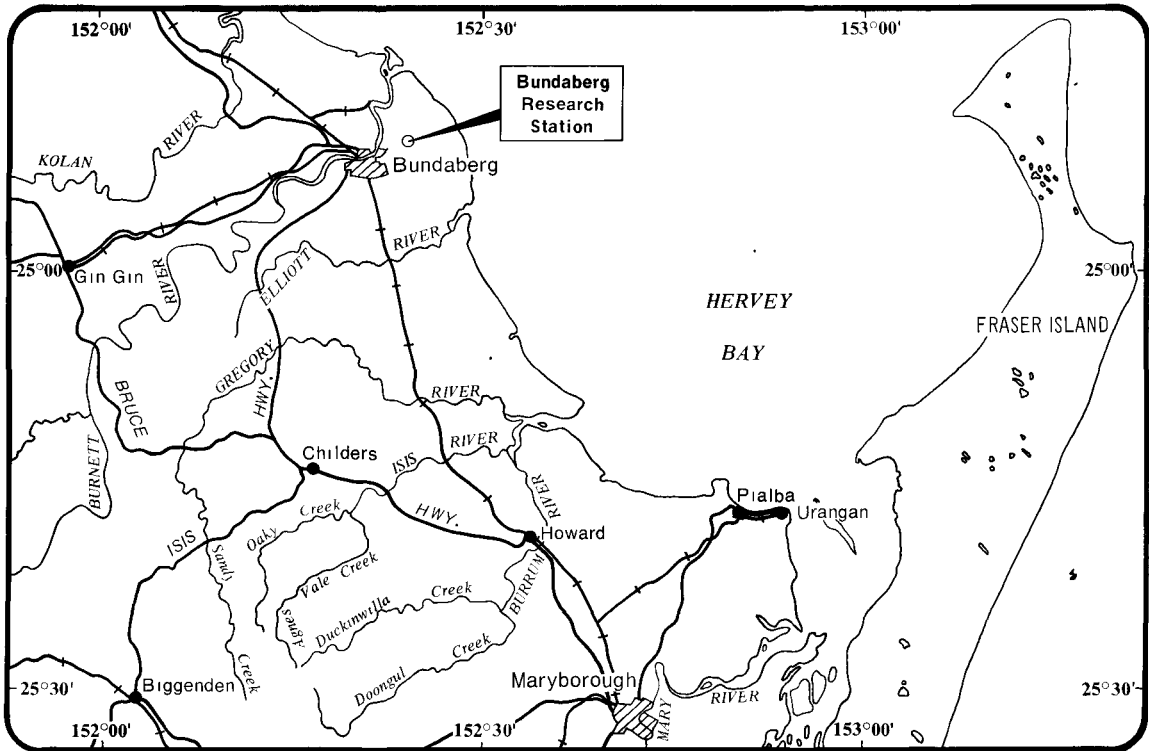 152°00'
152°30'
153°00'
Bundaberg
Research
Station
KOLAN
RIVER
Bundaberg
RIVER
25°00'
Gin Gin
RIVER
ELLIOTT
25°00'
HERVEY
BAY
FRASER ISLAND
GREGORY
HWY.
RIVER
BRUCE
BURNETT
Childers
ISIS
RIVER
RIVER
HWY.
Pialba
Urangan
Howard
ISIS
Oaky Creek
Sandy
Creek
Vale Creek
Agnes
Duckinwilla
Creek
BURRUM
Doongul
Creek
Maryborough
MARY
RIVER
25°30'
Biggenden
25°30'
152°00'
152°30'
153°00'